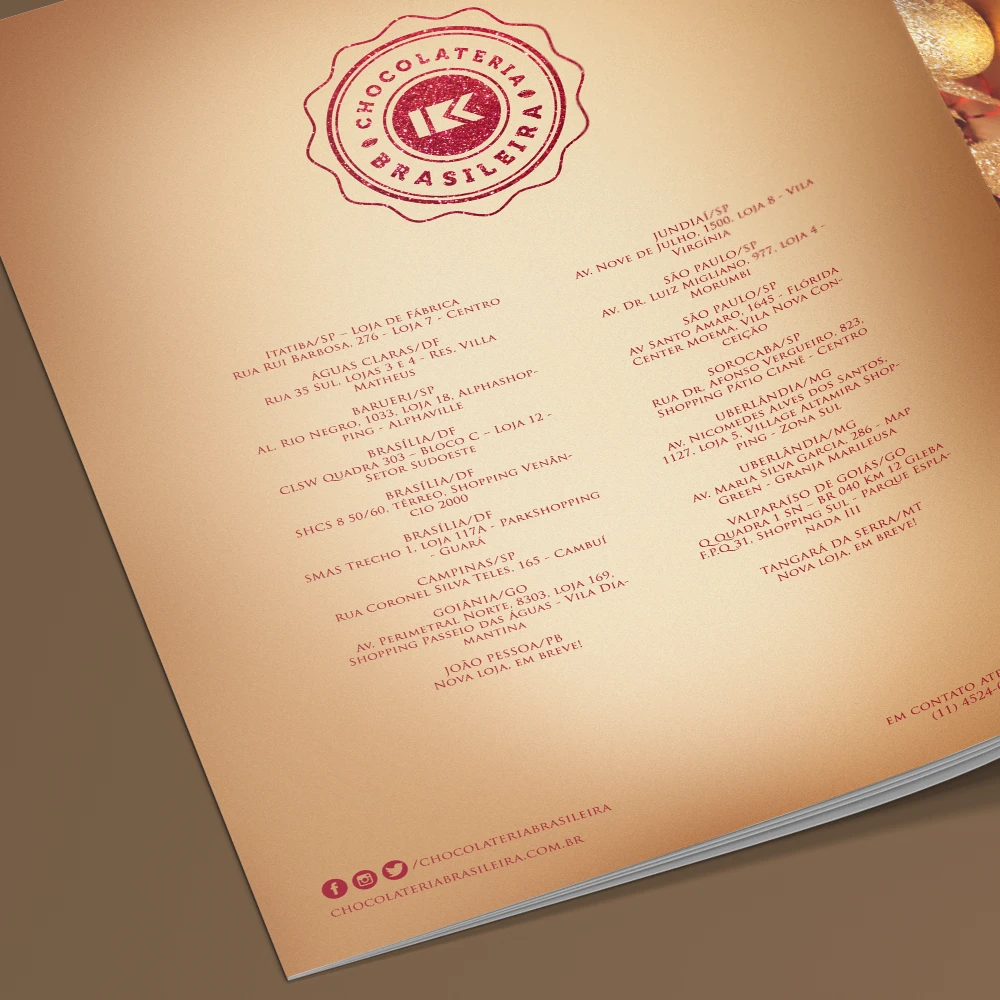 CHOCOLATERIA
BRASILEIRA
ITATIBA/SP – LOJA DE FÁBRICA
RUA RUI BARBOSA, 276 - LOJA 7 - CENTRO
ÁGUAS CLARAS/DF
RUA 35 SUL, LOJAS 3 E 4 - RES. VILLA
MATHEUS
BARUERI/SP
AL. RIO NEGRO, 1033, LOJA 18, ALPHASHOP-
PING - ALPHAVILLE
BRASÍLIA/DF
CLSW QUADRA 303 – BLOCO C – LOJA 12 -
SETOR SUDOESTE
BRASÍLIA/DF
SHCS 8 50/60, TÉRREO, SHOPPING VENÂN-
CIO 2000
BRASÍLIA/DF
SMAS TRECHO 1, LOJA 117A - PARKSHOPPING
- GUARÁ
CAMPINAS/SP
RUA CORONEL SILVA TELES, 165 - CAMBUÍ
GOIÂNIA/GO
AV. PERIMETRAL NORTE, 8303, LOJA 169,
SHOPPING PASSEIO DAS ÁGUAS - VILA DIA-
MANTINA
JOÃO PESSOA/PB
NOVA LOJA, EM BREVE!
JUNDIAÍ/SP
AV. NOVE DE JULHO, 1500, LOJA 8 - VILA
VIRGÍNIA
SÃO PAULO/SP
AV. DR. LUIZ MIGLIANO, 977, LOJA 4 -
MORUMBI
SÃO PAULO/SP
AV SANTO AMARO, 1645 - FLÓRIDA
CENTER MOEMA, VILA NOVA CON-
CEIÇÃO
SOROCABA/SP
RUA DR. AFONSO VERGUEIRO, 823,
SHOPPING PÁTIO CIANÊ - CENTRO
UBERLÂNDIA/MG
AV. NICOMEDES ALVES DOS SANTOS,
1127, LOJA 5, VILLAGE ALTAMIRA SHOP-
PING - ZONA SUL
UBERLÂNDIA/MG
AV. MARIA SILVA GARCIA, 286 - MAP
GREEN - GRANJA MARILEUSA
VALPARAÍSO DE GOIÁS/GO
Q.QUADRA 1 SN – BR 040 KM 12 GLEBA
F.P.Q.31, SHOPPING SUL - PARQUE ESPLA-
NADA III
TANGARÁ DA SERRA/MT
NOVA LOJA, EM BREVE!
EM CONTATO
(11) 4524-
/CHOCOLATERIABRASILEIRA
CHOCOLATERIABRASILEIRA.COM.BR